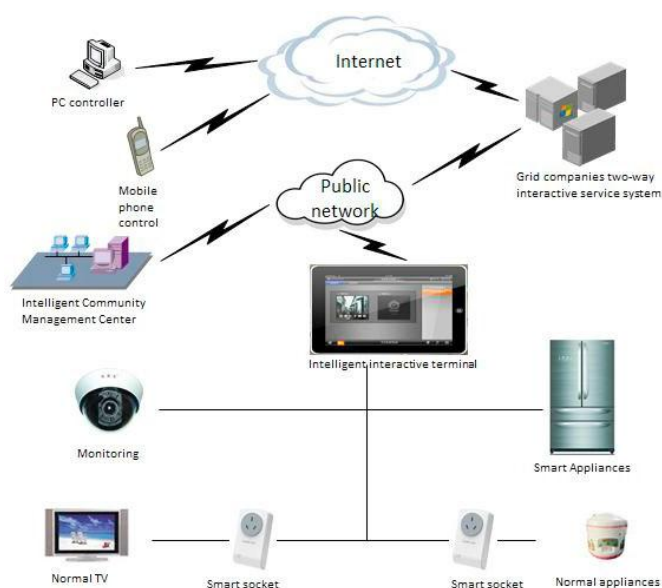 Internet
PC controller
Mobile
phone
control
Grid companies two-way
interactive service system
Public
network
Intelligent Community
Management Center
Intelligent interactive terminal
Monitoring
Smart Appliances
Normal TV
Smart socket
Smart socket
Normal appliances